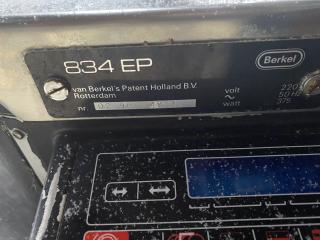 834 EP
Berkel
van Berkel's Patent Holland B.V.
Rotterdam
nr.
volt 220
~ 50 Hz
watt 375